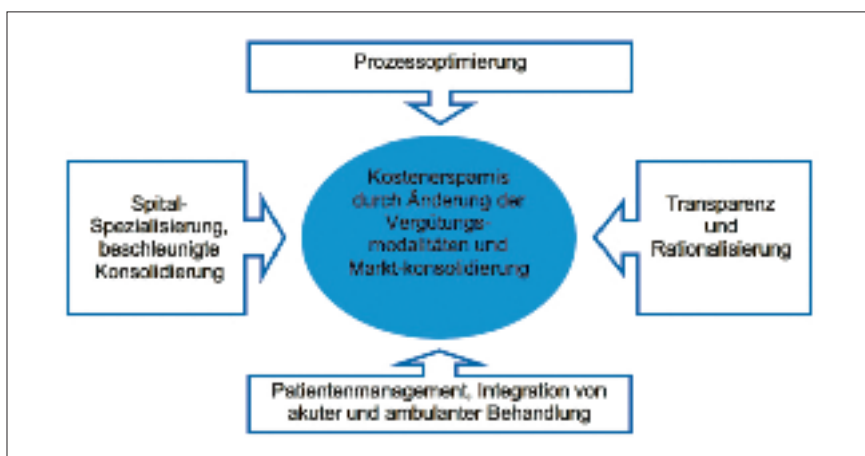 Prozessoptimierung
Spital-
Spezialisierung,
beschleunigte
Konsolidierung
Kostenersparnis
durch Änderung der
Vergütungs-
modalitäten und
Markt-konsolidierung
Transparenz
und
Rationalisierung
Patientenmanagement, Integration von
akuter und ambulanter Behandlung